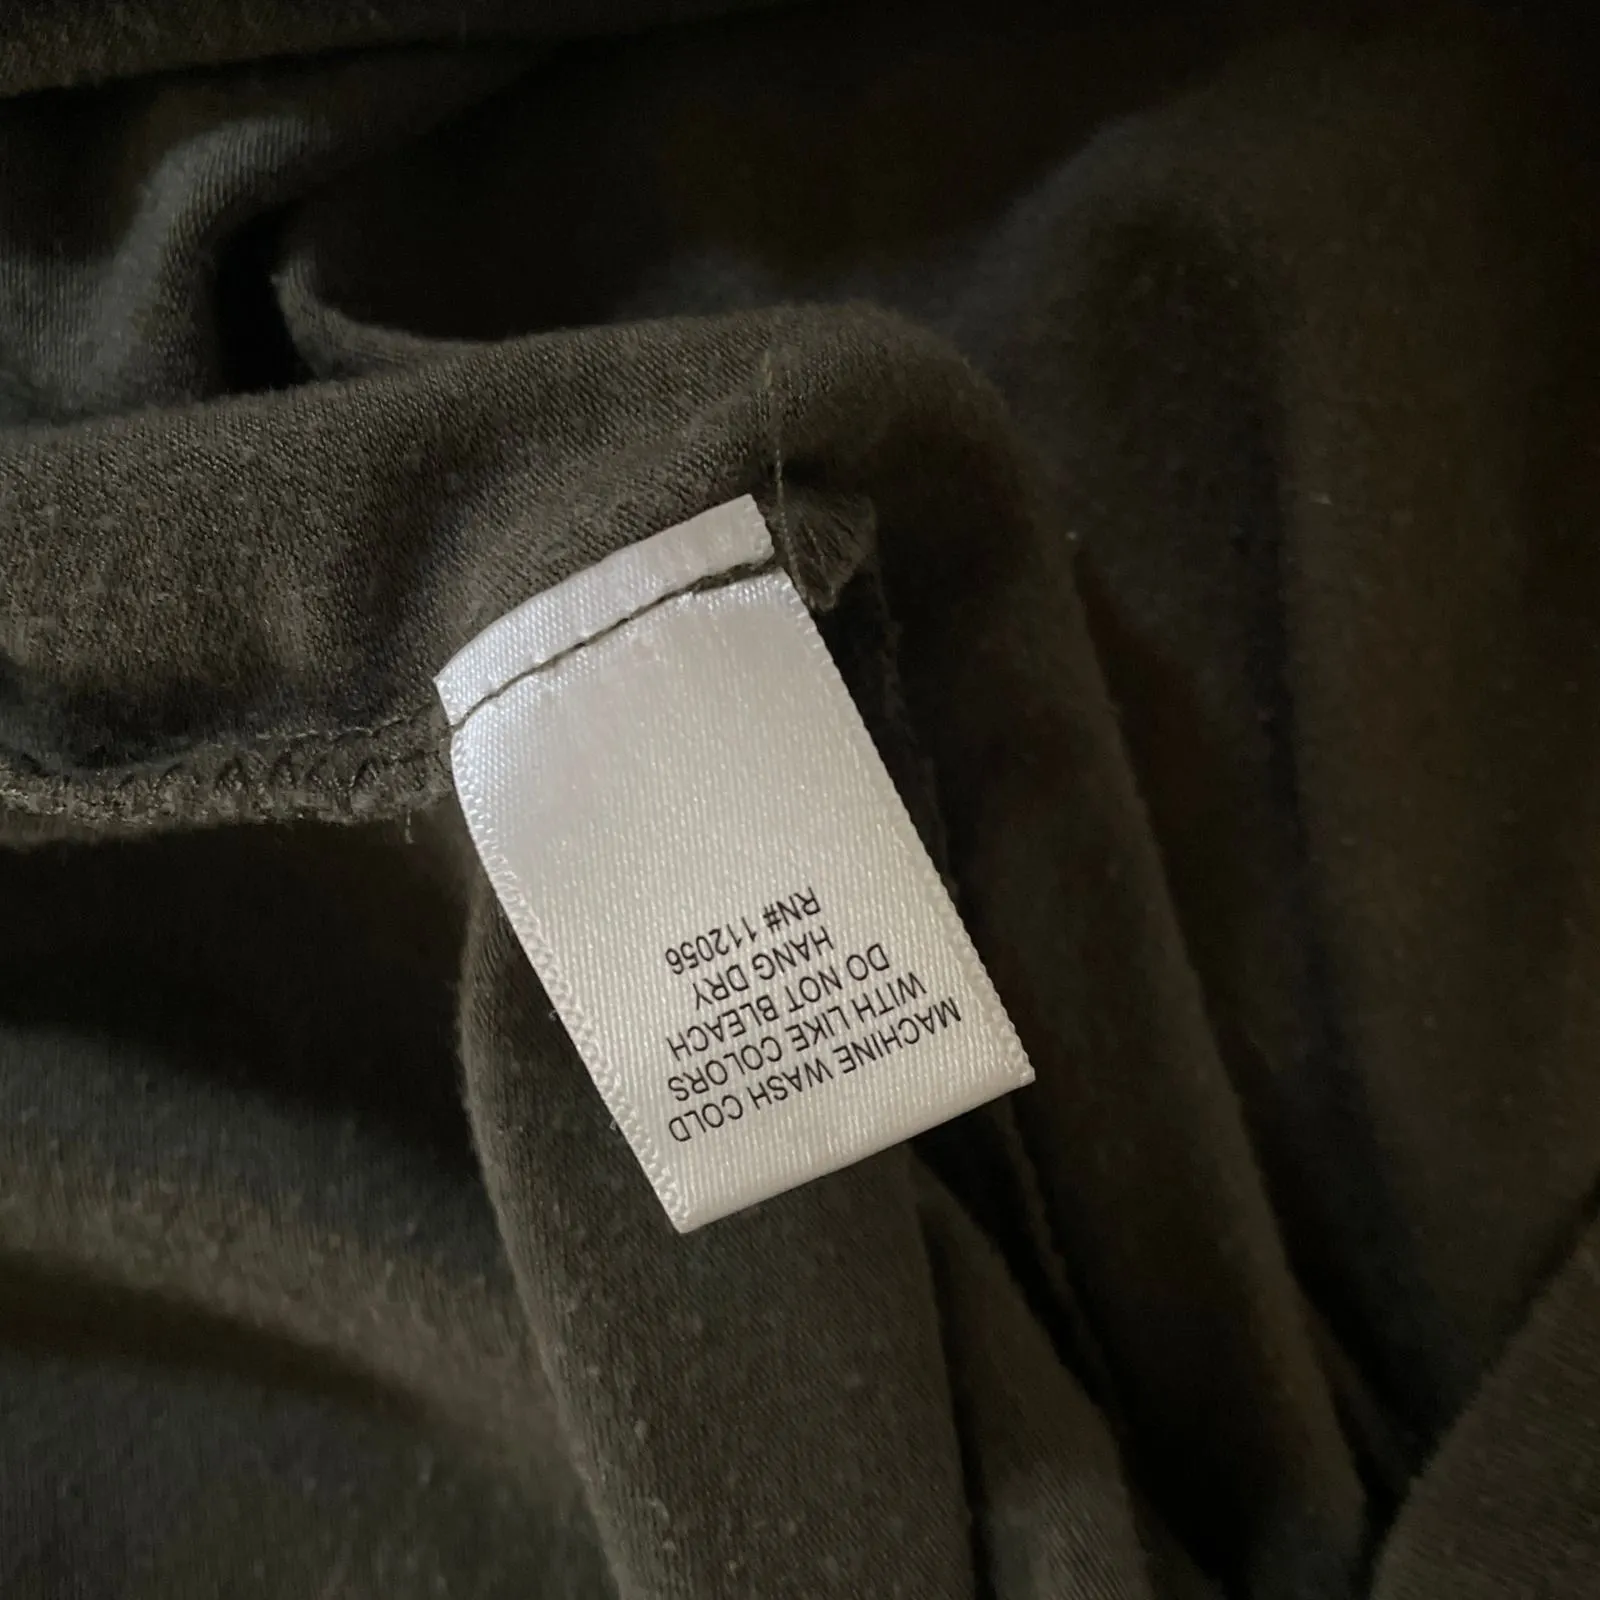 MACHINE WASH COLD
WITH LIKE COLORS
DO NOT BLEACH
HANG DRY
RN# 112056